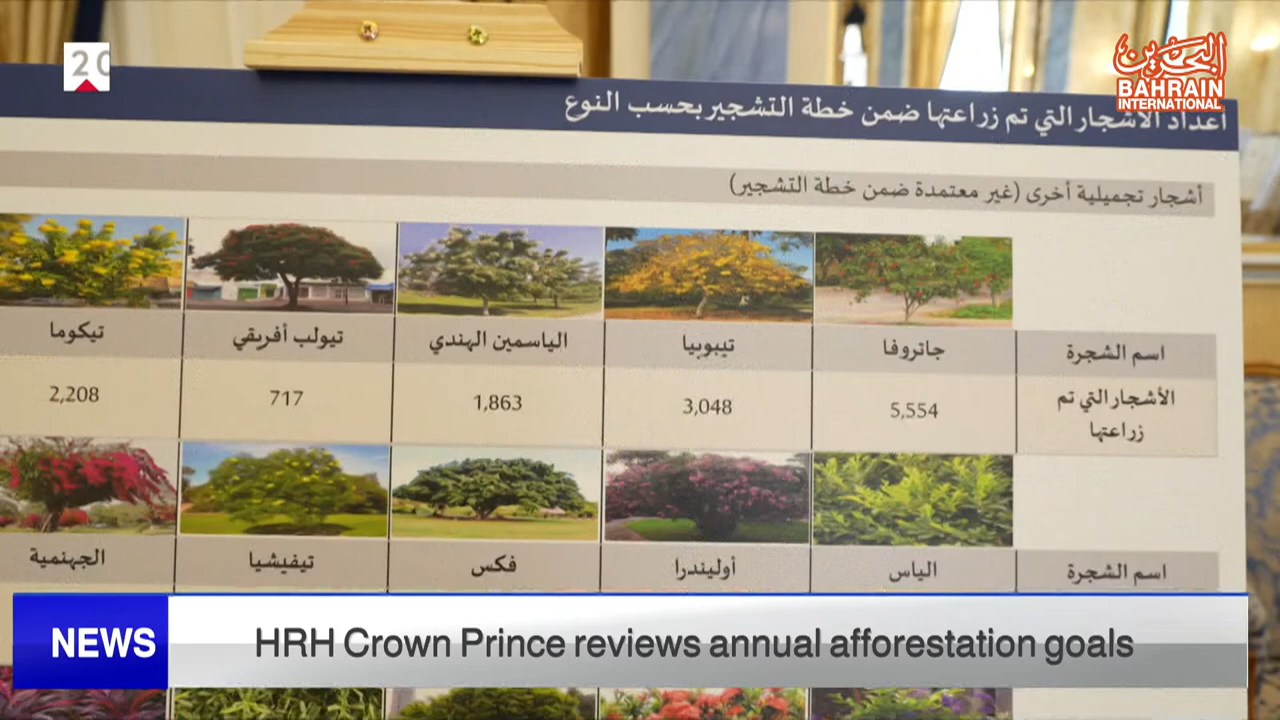 20
البحرين
BAHRAIN
INTERNATIONAL
أعداد الأشجار التي تم زراعتها ضمن خطة التشجير بحسب النوع
أشجار تجميلية أخرى (غير معتمدة ضمن خطة التشجير)
اسم الشجرة جاتروفا تيبوبيا الياسمين الهندي تيولب أفريقي تيكوما
الأشجار التي تم زراعتها 5,554 3,048 1,863 717 2,208
اسم الشجرة الياس أوليندرا فكس تيفيشيا الجهنمية
NEWS
HRH Crown Prince reviews annual afforestation goals